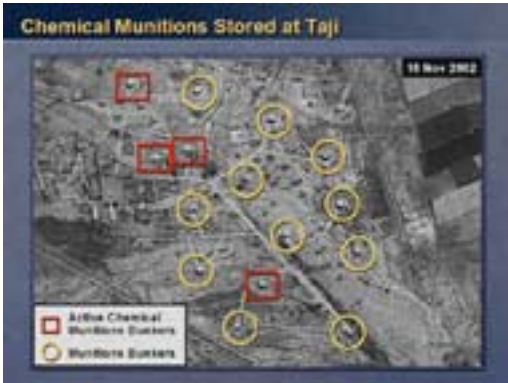 Chemical Munitions Stored at Taji
10 Nov 2002
Active Chemical
Munitions Bunkers
Munitions Bunkers